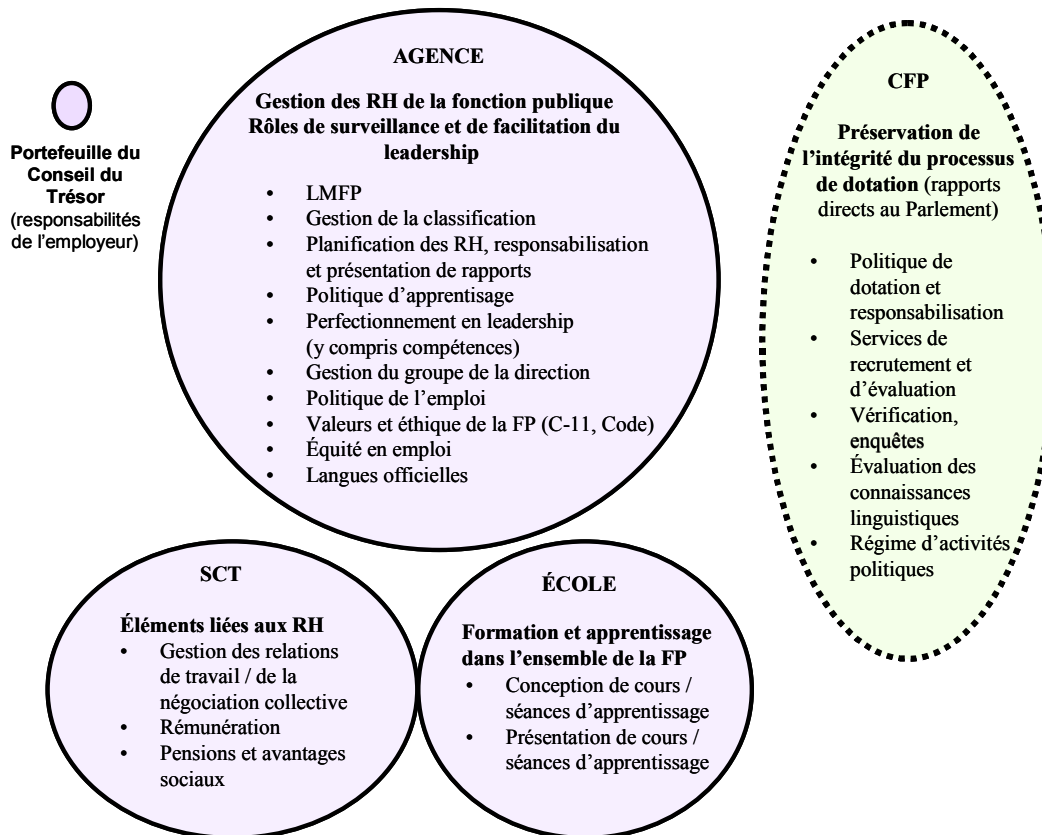 Portefeuille du
Conseil du
Trésor
(responsabilités
de l'employeur)
AGENCE
Gestion des RH de la fonction publique
Rôles de surveillance et de facilitation du
leadership
• LMFP
• Gestion de la classification
• Planification des RH, responsabilisation
et présentation de rapports
• Politique d'apprentisage
• Perfectionnement en leadership
(y compris compétences)
• Gestion du groupe de la direction
• Politique de l'emploi
• Valeurs et éthique de la FP (C-11, Code)
• Équité en emploi
• Langues officielles
CFP
Préservation de
l'intégrité du processus
de dotation (rapports
directs au Parlement)
• Politique de
dotation et
responsabilisation
• Services de
recrutement et
d'évaluation
• Vérification,
enquêtes
• Évaluation des
connaissances
linguistiques
• Régime d'activités
politiques
SCT
Éléments liées aux RH
• Gestion des relations
de travail / de la
négociation collective
• Rémunération
• Pensions et avantages
sociaux
ÉCOLE
Formation et apprentissage
dans l'ensemble de la FP
• Conception de cours /
séances d'apprentissage
• Présentation de cours /
séances d'apprentissage